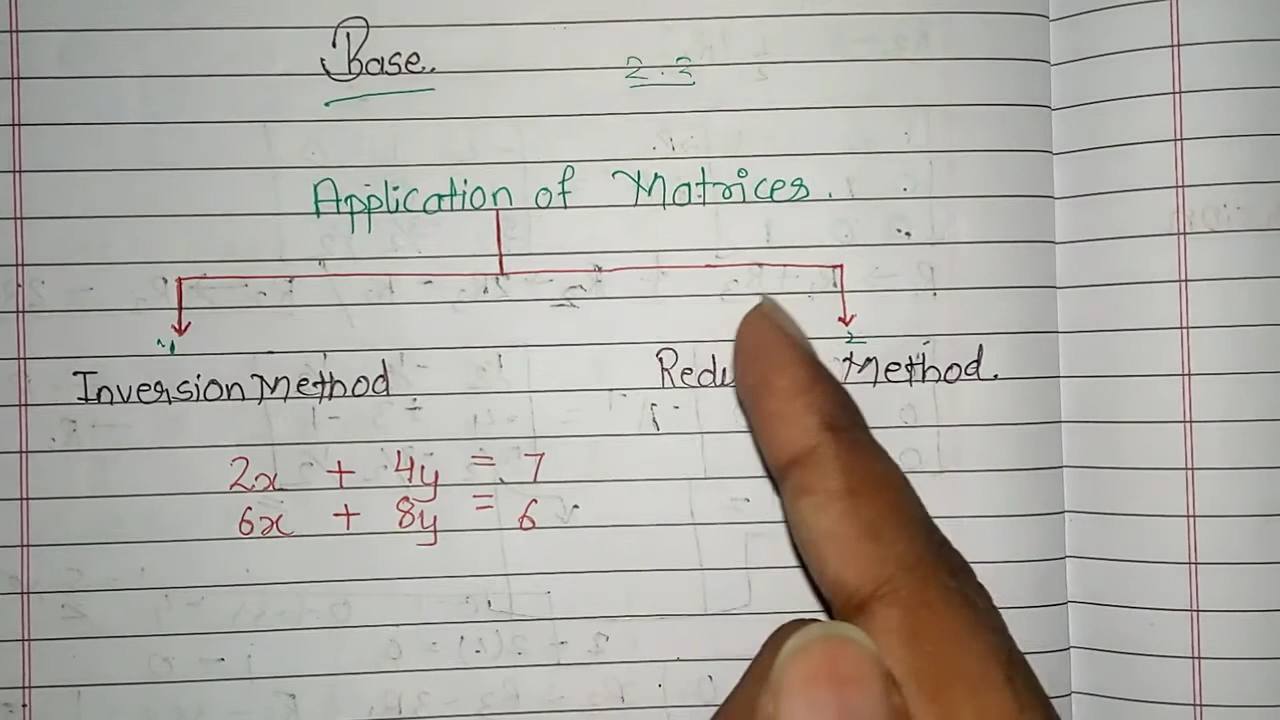 Base.
2.3
Application of Matrices.
1
2
Inversion Method
Method.
2x + 4y = 7
6x + 8y = 6